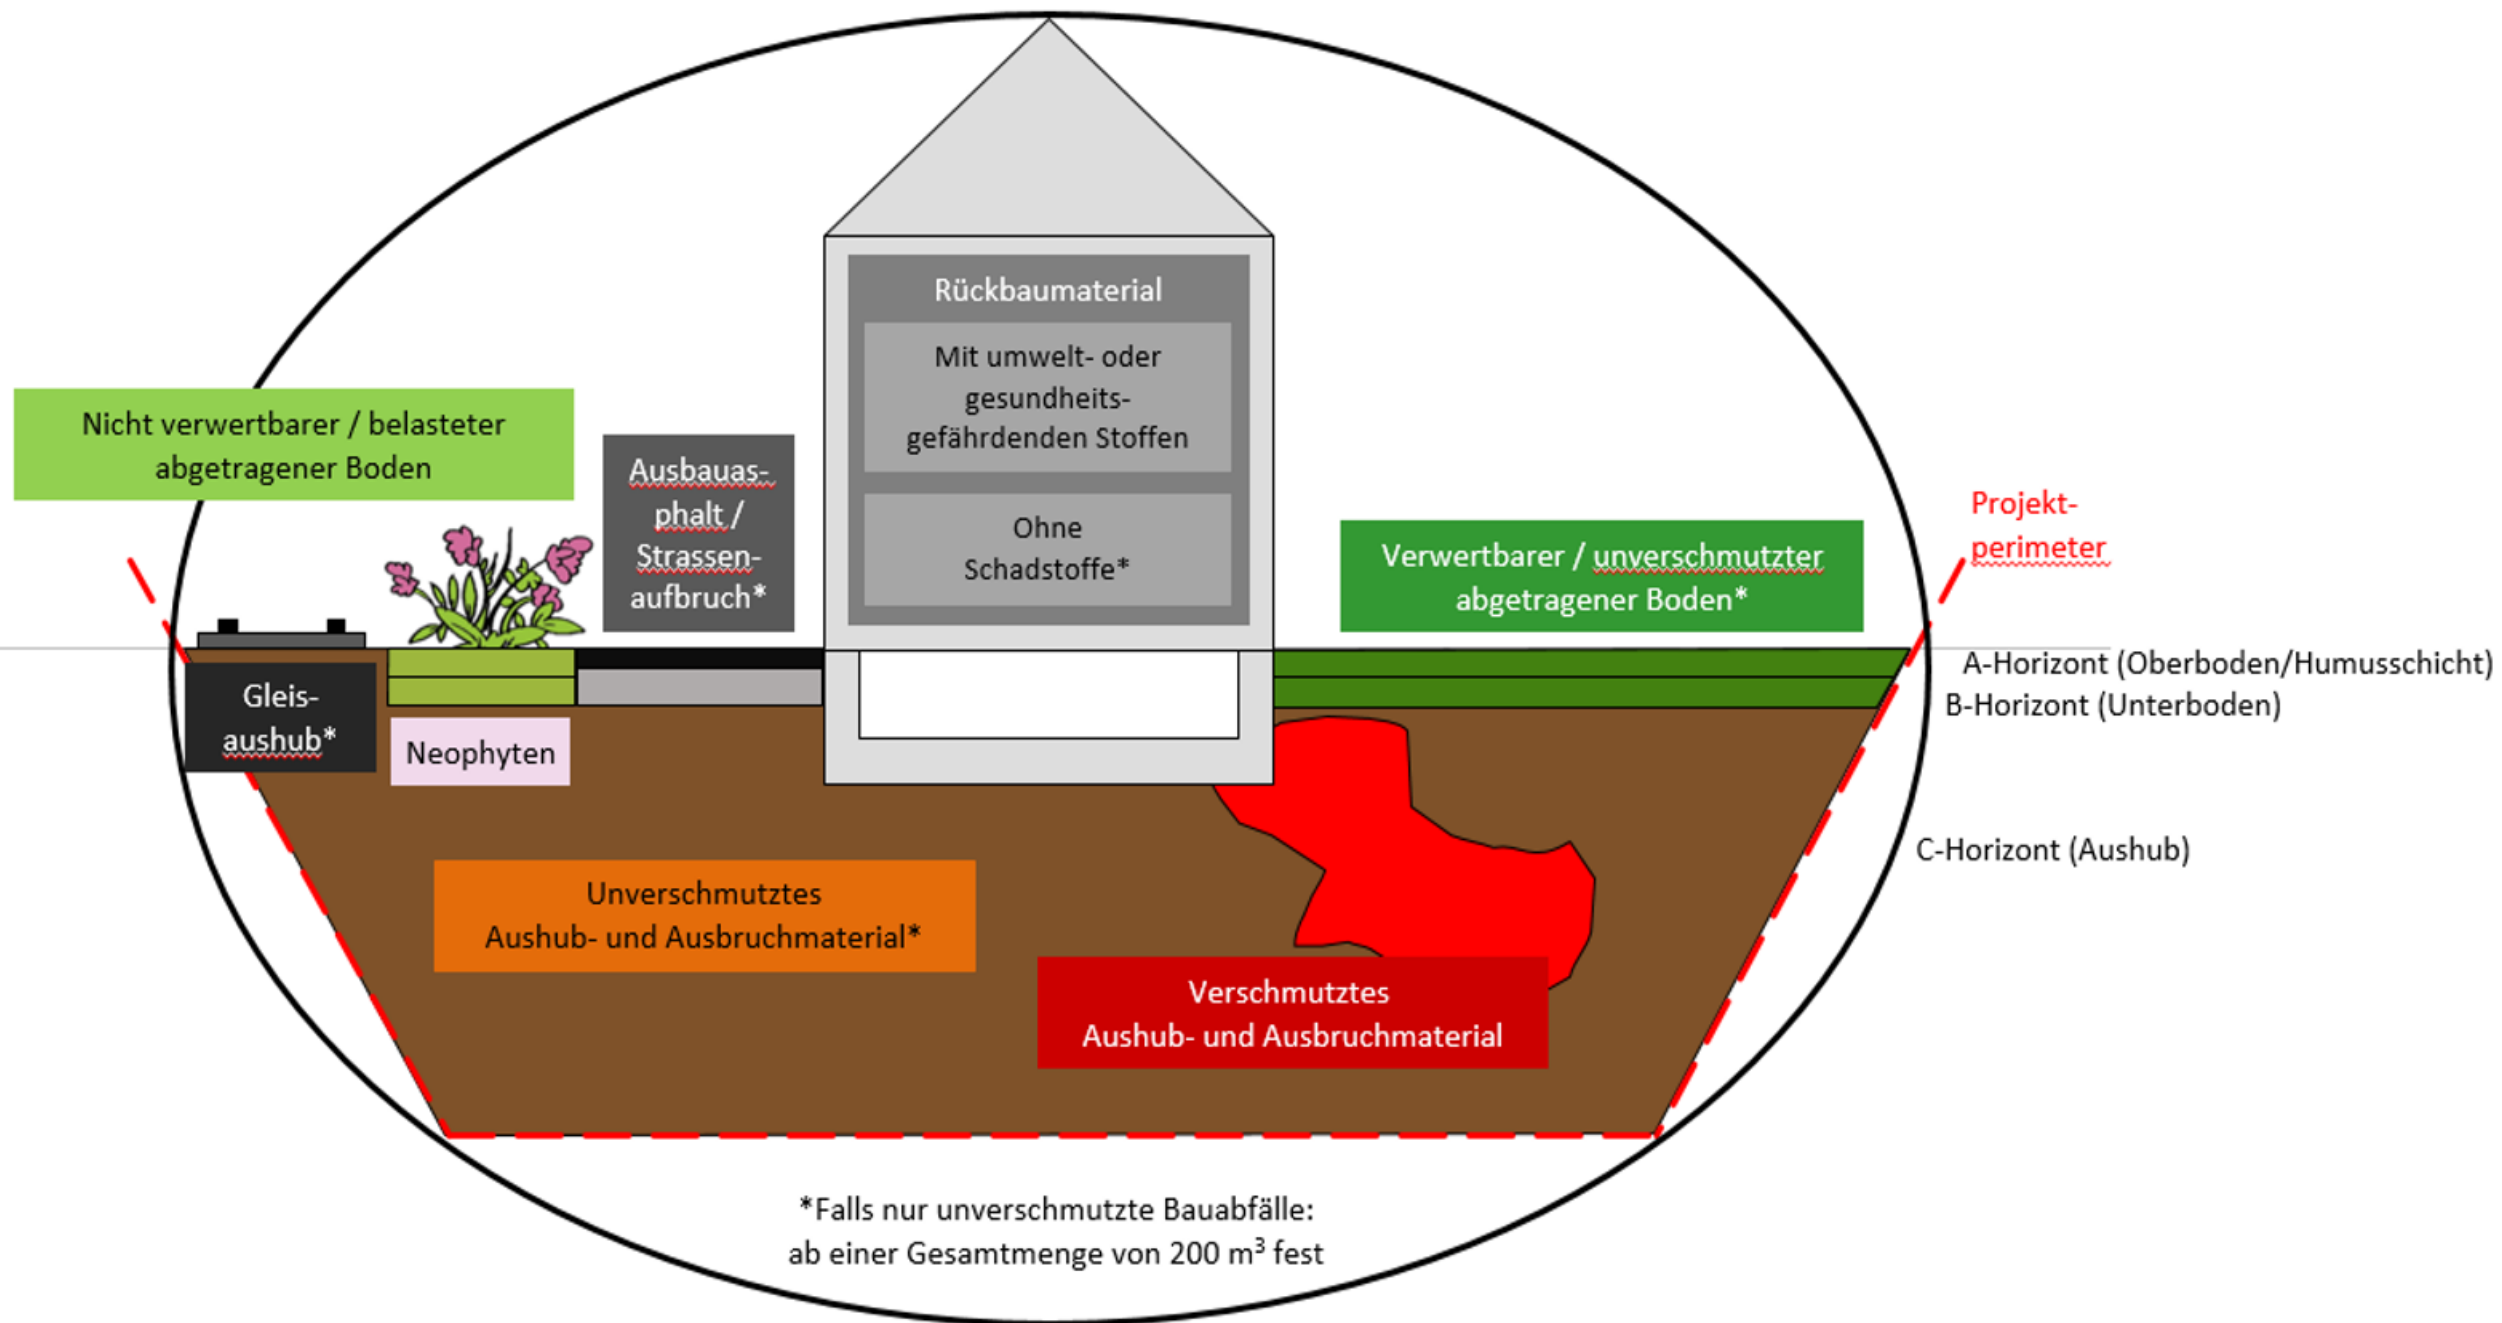 Rückbaumaterial
Mit umwelt- oder
gesundheits-
gefährdenden Stoffen
Ohne
Schadstoffe*
Nicht verwertbarer / belasteter
abgetragener Boden
Ausbauas-
phalt /
Strassen-
aufbruch*
Verwertbarer / unverschmutzter
abgetragener Boden*
Projekt-
perimeter
Gleis-
aushub*
Neophyten
A-Horizont (Oberboden/Humusschicht)
B-Horizont (Unterboden)
C-Horizont (Aushub)
Unverschmutztes
Aushub- und Ausbruchmaterial*
Verschmutztes
Aushub- und Ausbruchmaterial
*Falls nur unverschmutzte Bauabfälle:
ab einer Gesamtmenge von 200 m³ fest